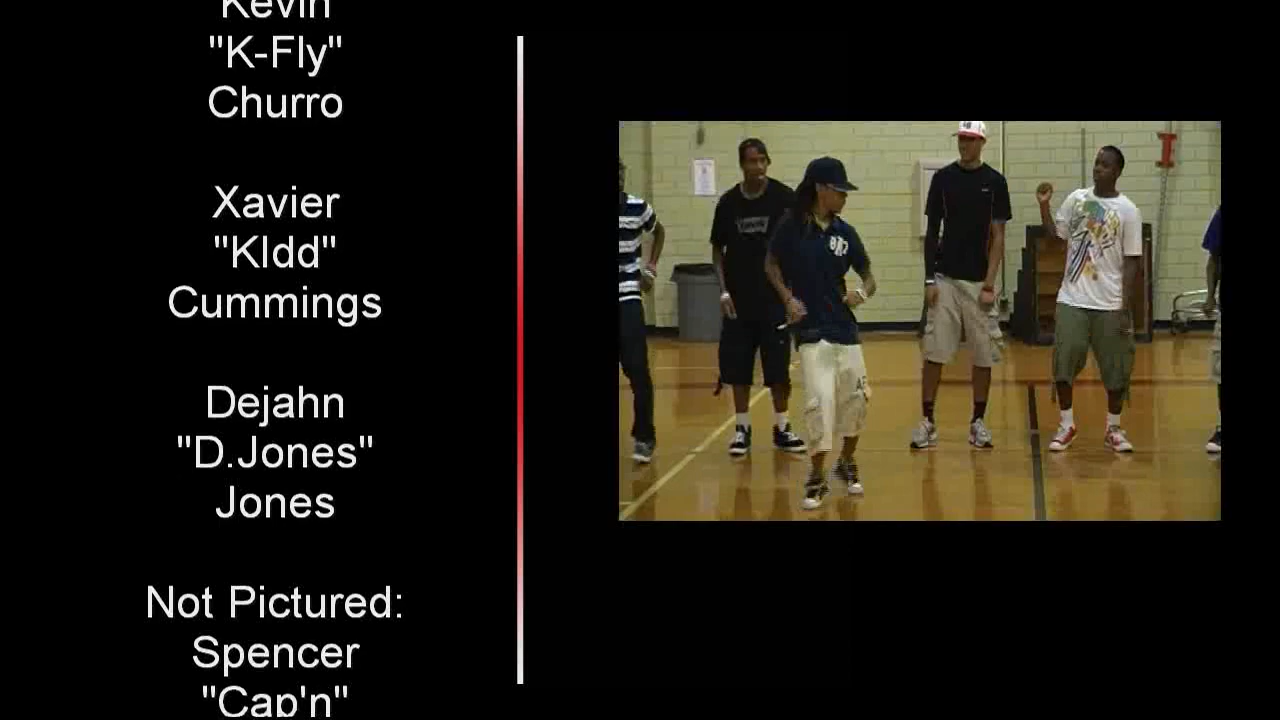 Kevin
"K-Fly"
Churro
Xavier
"KIdd"
Cummings
Dejahn
"D.Jones"
Jones
Not Pictured:
Spencer
"Cap'n"